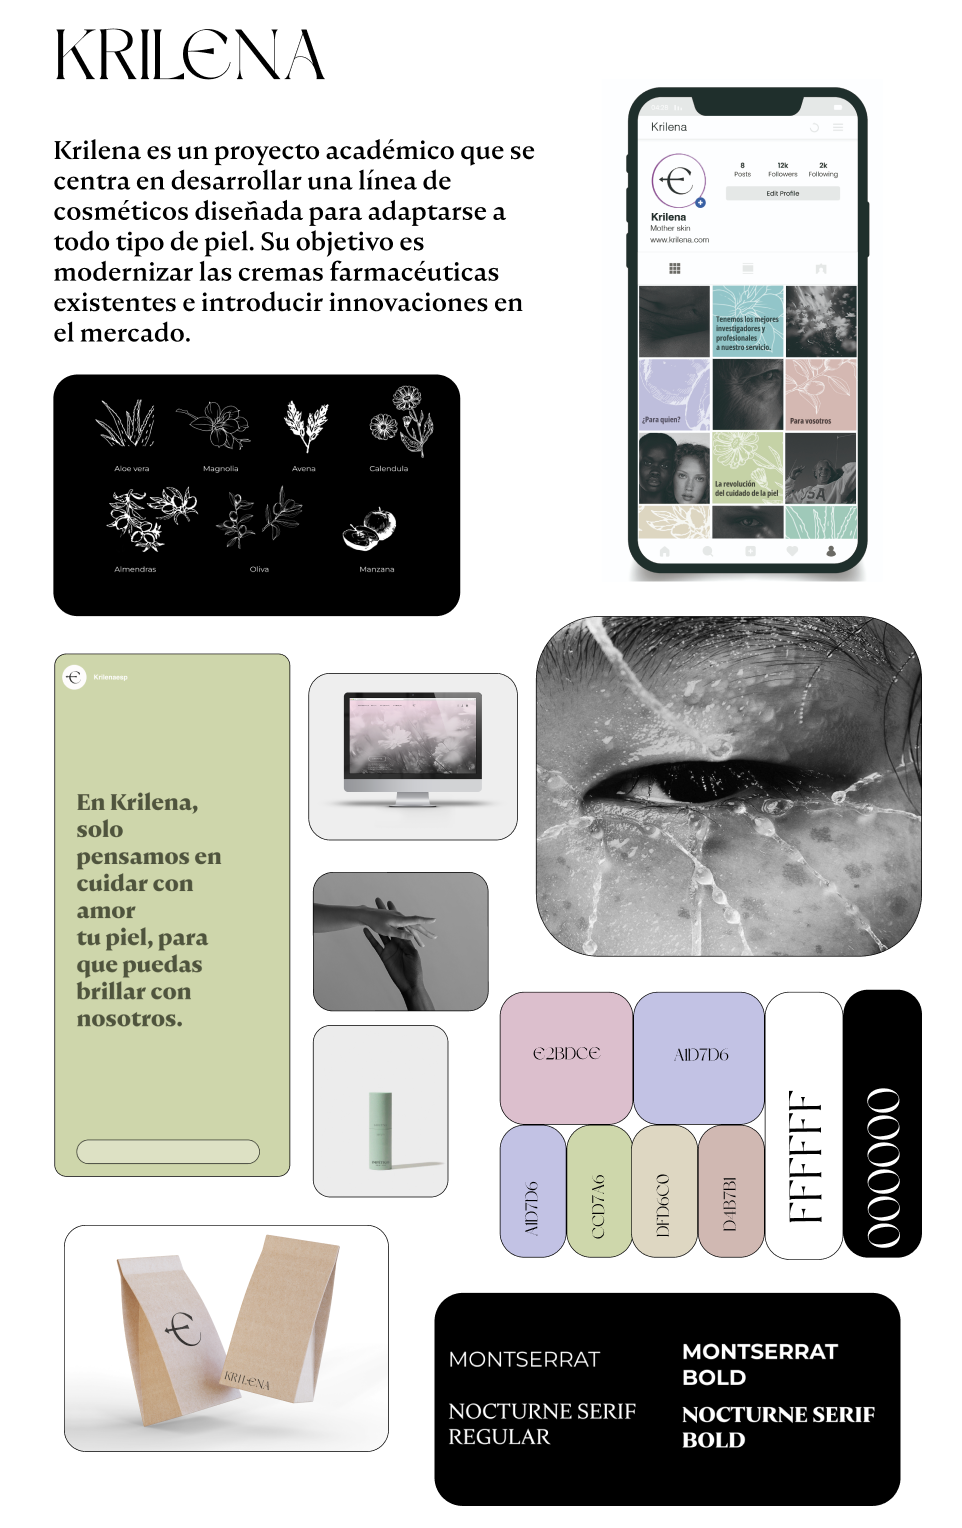 KRILENA
Krilena es un proyecto académico que se
centra en desarrollar una línea de
cosméticos diseñada para adaptarse a
todo tipo de piel. Su objetivo es
modernizar las cremas farmacéuticas
existentes e introducir innovaciones en
el mercado.
Krilena
8 12k 2k
Posts Followers Following
Edit Profile
Krilena
Mother skin
www.krilena.com
Tenemos los mejores
investigadores y
profesionales
a nuestro servicio.
¿Para quien?
Para vosotros
La revolución
del cuidado de la piel
Aloe vera Magnolia Avena Calendula
Almendras Oliva Manzana
Krilenaesp
En Krilena,
solo
pensamos en
cuidar con
amor
tu piel, para
que puedas
brillar con
nosotros.
E2BDCE
A1D7D6
FFFFFF
000000
A1D7D6
CCD7A6
DFD6C0
D4B7B1
KRILENA
MONTSERRAT
MONTSERRAT
BOLD
NOCTURNE SERIF
REGULAR
NOCTURNE SERIF
BOLD